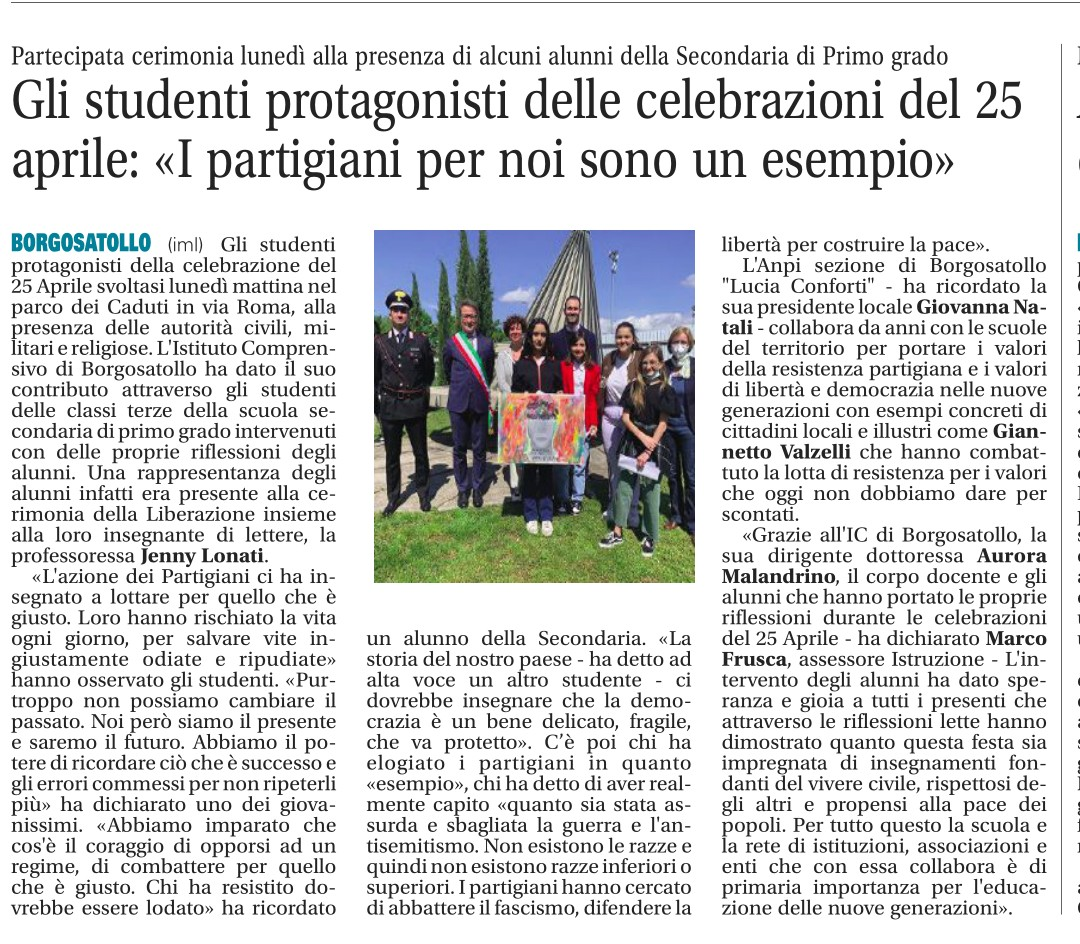 Partecipata cerimonia lunedì alla presenza di alcuni alunni della Secondaria di Primo grado
Gli studenti protagonisti delle celebrazioni del 25
aprile: «I partigiani per noi sono un esempio»
BORGOSATOLLO (iml) Gli studenti
protagonisti della celebrazione del
25 Aprile svoltasi lunedì mattina nel
parco dei Caduti in via Roma, alla
presenza delle autorità civili, mi-
litari e religiose. L'Istituto Compren-
sivo di Borgosatollo ha dato il suo
contributo attraverso gli studenti
delle classi terze della scuola se-
condaria di primo grado intervenuti
con delle proprie riflessioni degli
alunni. Una rappresentanza degli
alunni infatti era presente alla ce-
rimonia della Liberazione insieme
alla loro insegnante di lettere, la
professoressa Jenny Lonati.
«L'azione dei Partigiani ci ha in-
segnato a lottare per quello che è
giusto. Loro hanno rischiato la vita
ogni giorno, per salvare vite in-
giustamente odiate e ripudiate»
hanno osservato gli studenti. «Pur-
troppo non possiamo cambiare il
passato. Noi però siamo il presente
e saremo il futuro. Abbiamo il po-
tere di ricordare ciò che è successo e
gli errori commessi per non ripeterli
più» ha dichiarato uno dei giova-
nissimi. «Abbiamo imparato che
cos'è il coraggio di opporsi ad un
regime, di combattere per quello
che è giusto. Chi ha resistito do-
vrebbe essere lodato» ha ricordato
un alunno della Secondaria. «La
storia del nostro paese - ha detto ad
alta voce un altro studente - ci
dovrebbe insegnare che la demo-
crazia è un bene delicato, fragile,
che va protetto». C'è poi chi ha
elogiato i partigiani in quanto
«esempio», chi ha detto di aver real-
mente capito «quanto sia stata as-
surda e sbagliata la guerra e l'an-
tisemitismo. Non esistono le razze e
quindi non esistono razze inferiori o
superiori. I partigiani hanno cercato
di abbattere il fascismo, difendere la
libertà per costruire la pace».
L'Anpi sezione di Borgosatollo
"Lucia Conforti" - ha ricordato la
sua presidente locale Giovanna Na-
tali - collabora da anni con le scuole
del territorio per portare i valori
della resistenza partigiana e i valori
di libertà e democrazia nelle nuove
generazioni con esempi concreti di
cittadini locali e illustri come Gian-
netto Valzelli che hanno combat-
tuto la lotta di resistenza per i valori
che oggi non dobbiamo dare per
scontati.
«Grazie all'IC di Borgosatollo, la
sua dirigente dottoressa Aurora
Malandrino, il corpo docente e gli
alunni che hanno portato le proprie
riflessioni durante le celebrazioni
del 25 Aprile - ha dichiarato Marco
Frusca, assessore Istruzione - L'in-
tervento degli alunni ha dato spe-
ranza e gioia a tutti i presenti che
attraverso le riflessioni lette hanno
dimostrato quanto questa festa sia
impregnata di insegnamenti fon-
danti del vivere civile, rispettosi de-
gli altri e propensi alla pace dei
popoli. Per tutto questo la scuola e
la rete di istituzioni, associazioni e
enti che con essa collabora è di
primaria importanza per l'educa-
zione delle nuove generazioni».